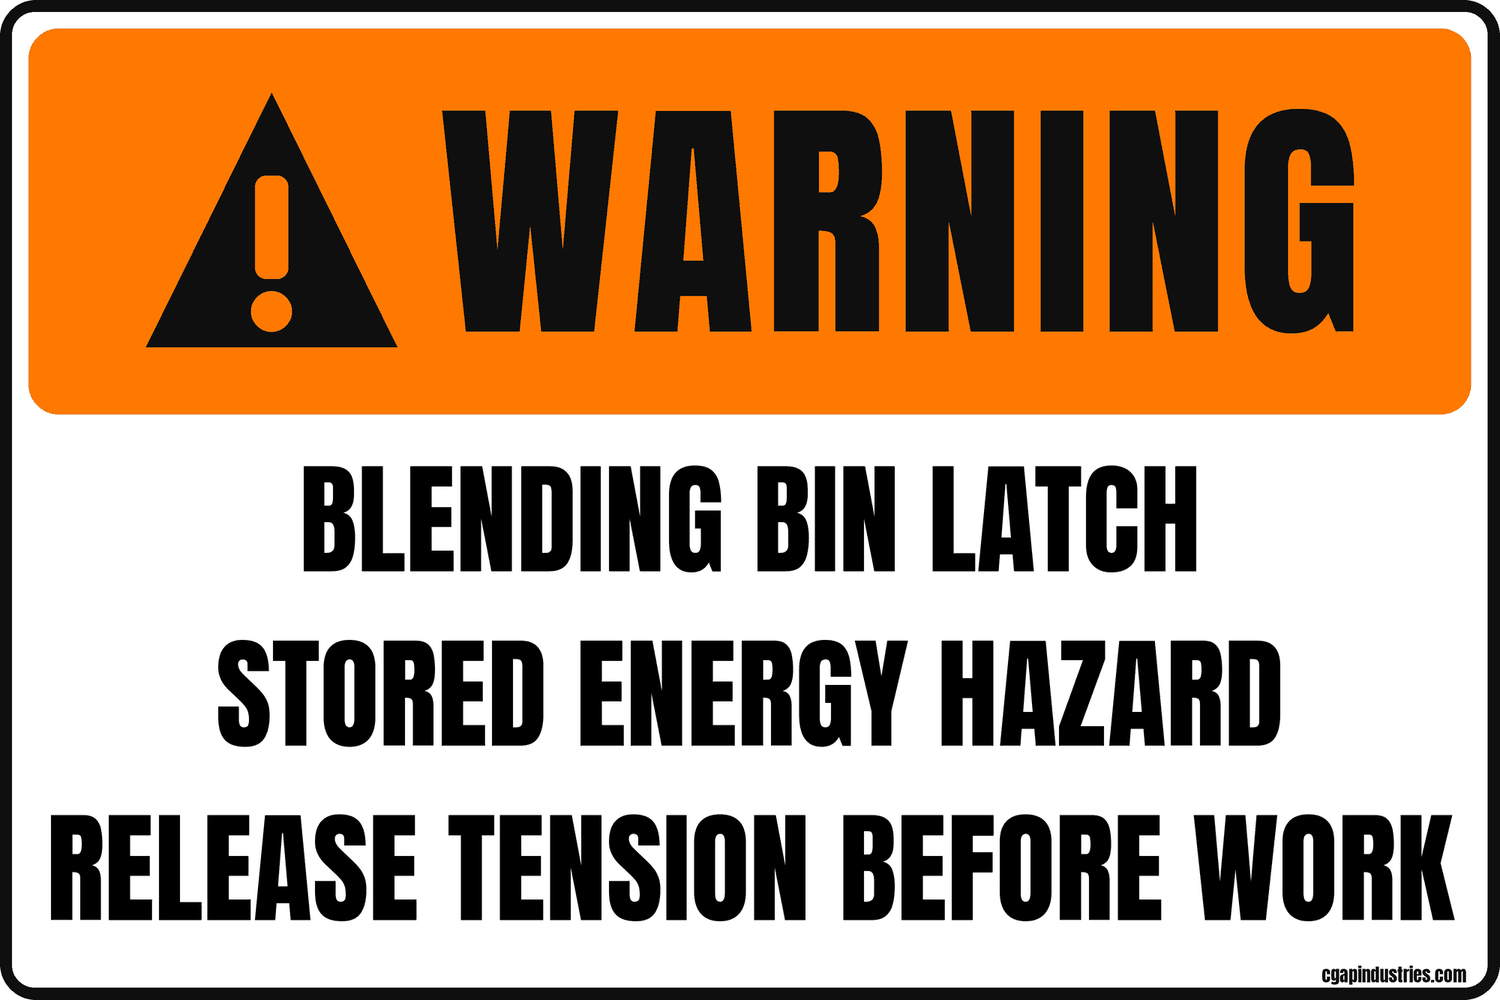 WARNING
BLENDING BIN LATCH
STORED ENERGY HAZARD
RELEASE TENSION BEFORE WORK
cgapindustries.com